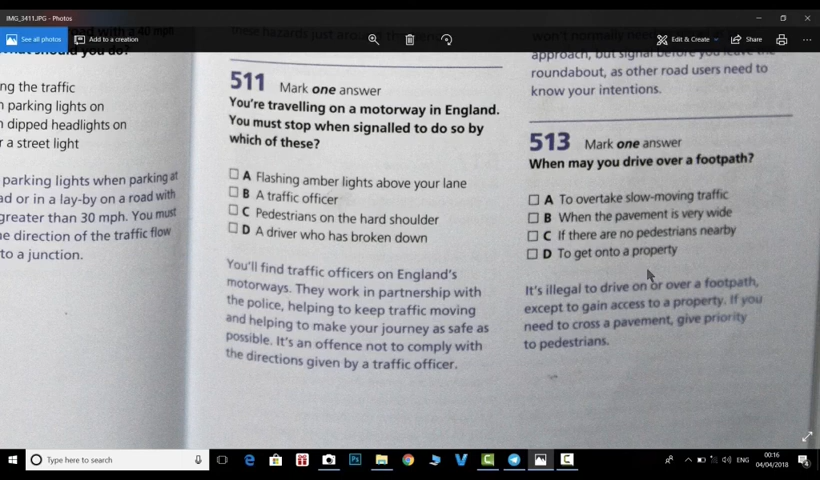 IMG_3411.JPG - Photos
See all photos
Add to a creation
Edit & Create
Share
ng the traffic
parking lights on
dipped headlights on
r a street light
parking lights when parking at
ad or in a lay-by on a road with
greater than 30 mph. You must
e direction of the traffic flow
to a junction.
511 Mark one answer
You're travelling on a motorway in England.
You must stop when signalled to do so by
which of these?
A Flashing amber lights above your lane
B A traffic officer
C Pedestrians on the hard shoulder
D A driver who has broken down
You'll find traffic officers on England's
motorways. They work in partnership with
the police, helping to keep traffic moving
and helping to make your journey as safe as
possible. It's an offence not to comply with
the directions given by a traffic officer.
approach, but signal before you leave the
roundabout, as other road users need to
know your intentions.
513 Mark one answer
When may you drive over a footpath?
A To overtake slow-moving traffic
B When the pavement is very wide
C If there are no pedestrians nearby
D To get onto a property
It's illegal to drive on or over a footpath,
except to gain access to a property. If you
need to cross a pavement, give priority
to pedestrians.
Type here to search
ENG
00:16
04/04/2018